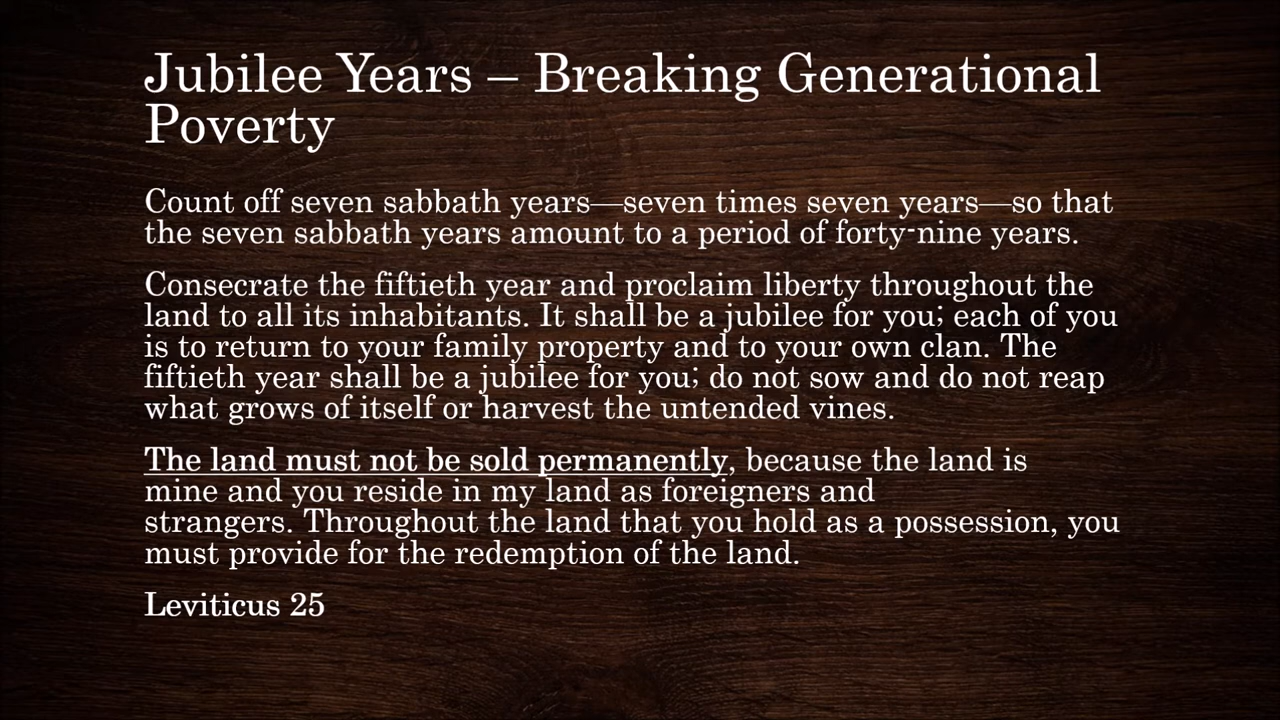 Jubilee Years – Breaking Generational
Poverty
Count off seven sabbath years—seven times seven years—so that
the seven sabbath years amount to a period of forty-nine years.
Consecrate the fiftieth year and proclaim liberty throughout the
land to all its inhabitants. It shall be a jubilee for you; each of you
is to return to your family property and to your own clan. The
fiftieth year shall be a jubilee for you; do not sow and do not reap
what grows of itself or harvest the untended vines.
The land must not be sold permanently, because the land is
mine and you reside in my land as foreigners and
strangers. Throughout the land that you hold as a possession, you
must provide for the redemption of the land.
Leviticus 25